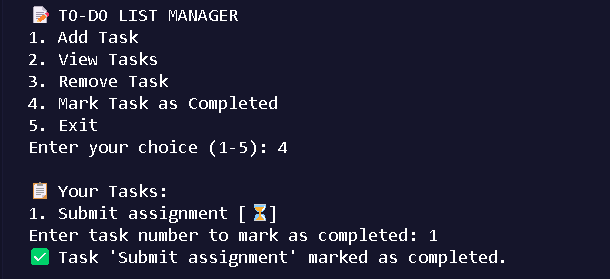 📝 TO-DO LIST MANAGER
1. Add Task
2. View Tasks
3. Remove Task
4. Mark Task as Completed
5. Exit
Enter your choice (1-5): 4
📋 Your Tasks:
1. Submit assignment [⏳]
Enter task number to mark as completed: 1
✅ Task 'Submit assignment' marked as completed.